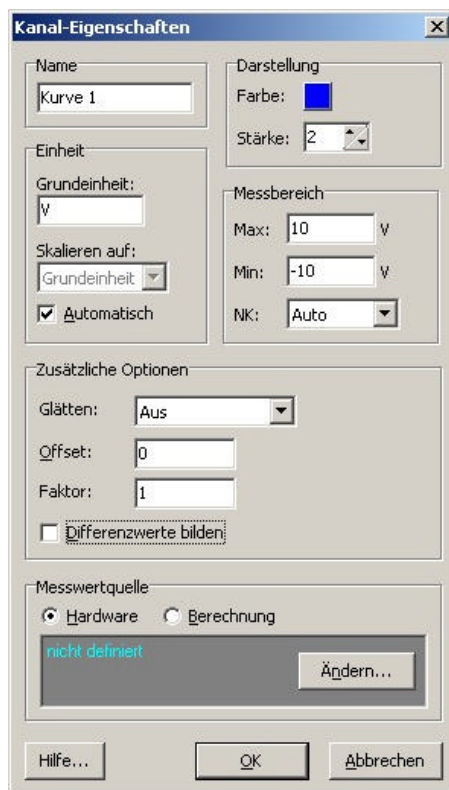 Kanal-Eigenschaften
Name
Kurve 1
Darstellung
Farbe:
Stärke: 2
Einheit
Grundeinheit:
V
Skalieren auf:
Grundeinheit
Automatisch
Messbereich
Max: 10 V
Min: -10 V
NK: Auto
Zusätzliche Optionen
Glätten: Aus
Offset: 0
Faktor: 1
Differenzwerte bilden
Messwertquelle
Hardware Berechnung
nicht definiert
Ändern...
Hilfe... OK Abbrechen